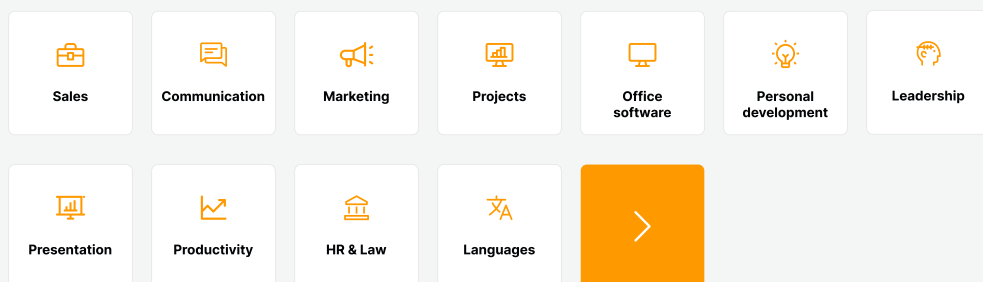 Sales
Communication
Marketing
Projects
Office
software
Personal
development
Leadership
Presentation
Productivity
HR & Law
Languages